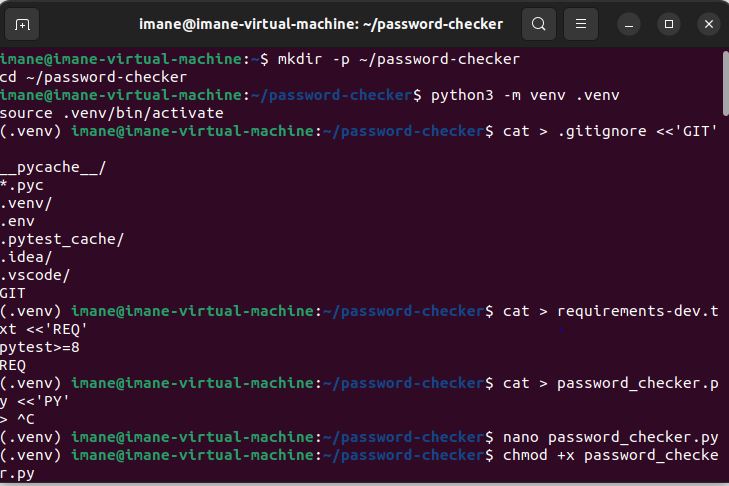 imane@imane-virtual-machine: ~/password-checker
imane@imane-virtual-machine:~$ mkdir -p ~/password-checker
cd ~/password-checker
imane@imane-virtual-machine:~/password-checker$ python3 -m venv .venv
source .venv/bin/activate
(.venv) imane@imane-virtual-machine:~/password-checker$ cat > .gitignore <<'GIT'
__pycache__/
*.pyc
.venv/
.env
.pytest_cache/
.idea/
.vscode/
GIT
(.venv) imane@imane-virtual-machine:~/password-checker$ cat > requirements-dev.t
xt <<'REQ'
pytest>=8
REQ
(.venv) imane@imane-virtual-machine:~/password-checker$ cat > password_checker.p
y <<'PY'
> ^C
(.venv) imane@imane-virtual-machine:~/password-checker$ nano password_checker.py
(.venv) imane@imane-virtual-machine:~/password-checker$ chmod +x password_checke
r.py